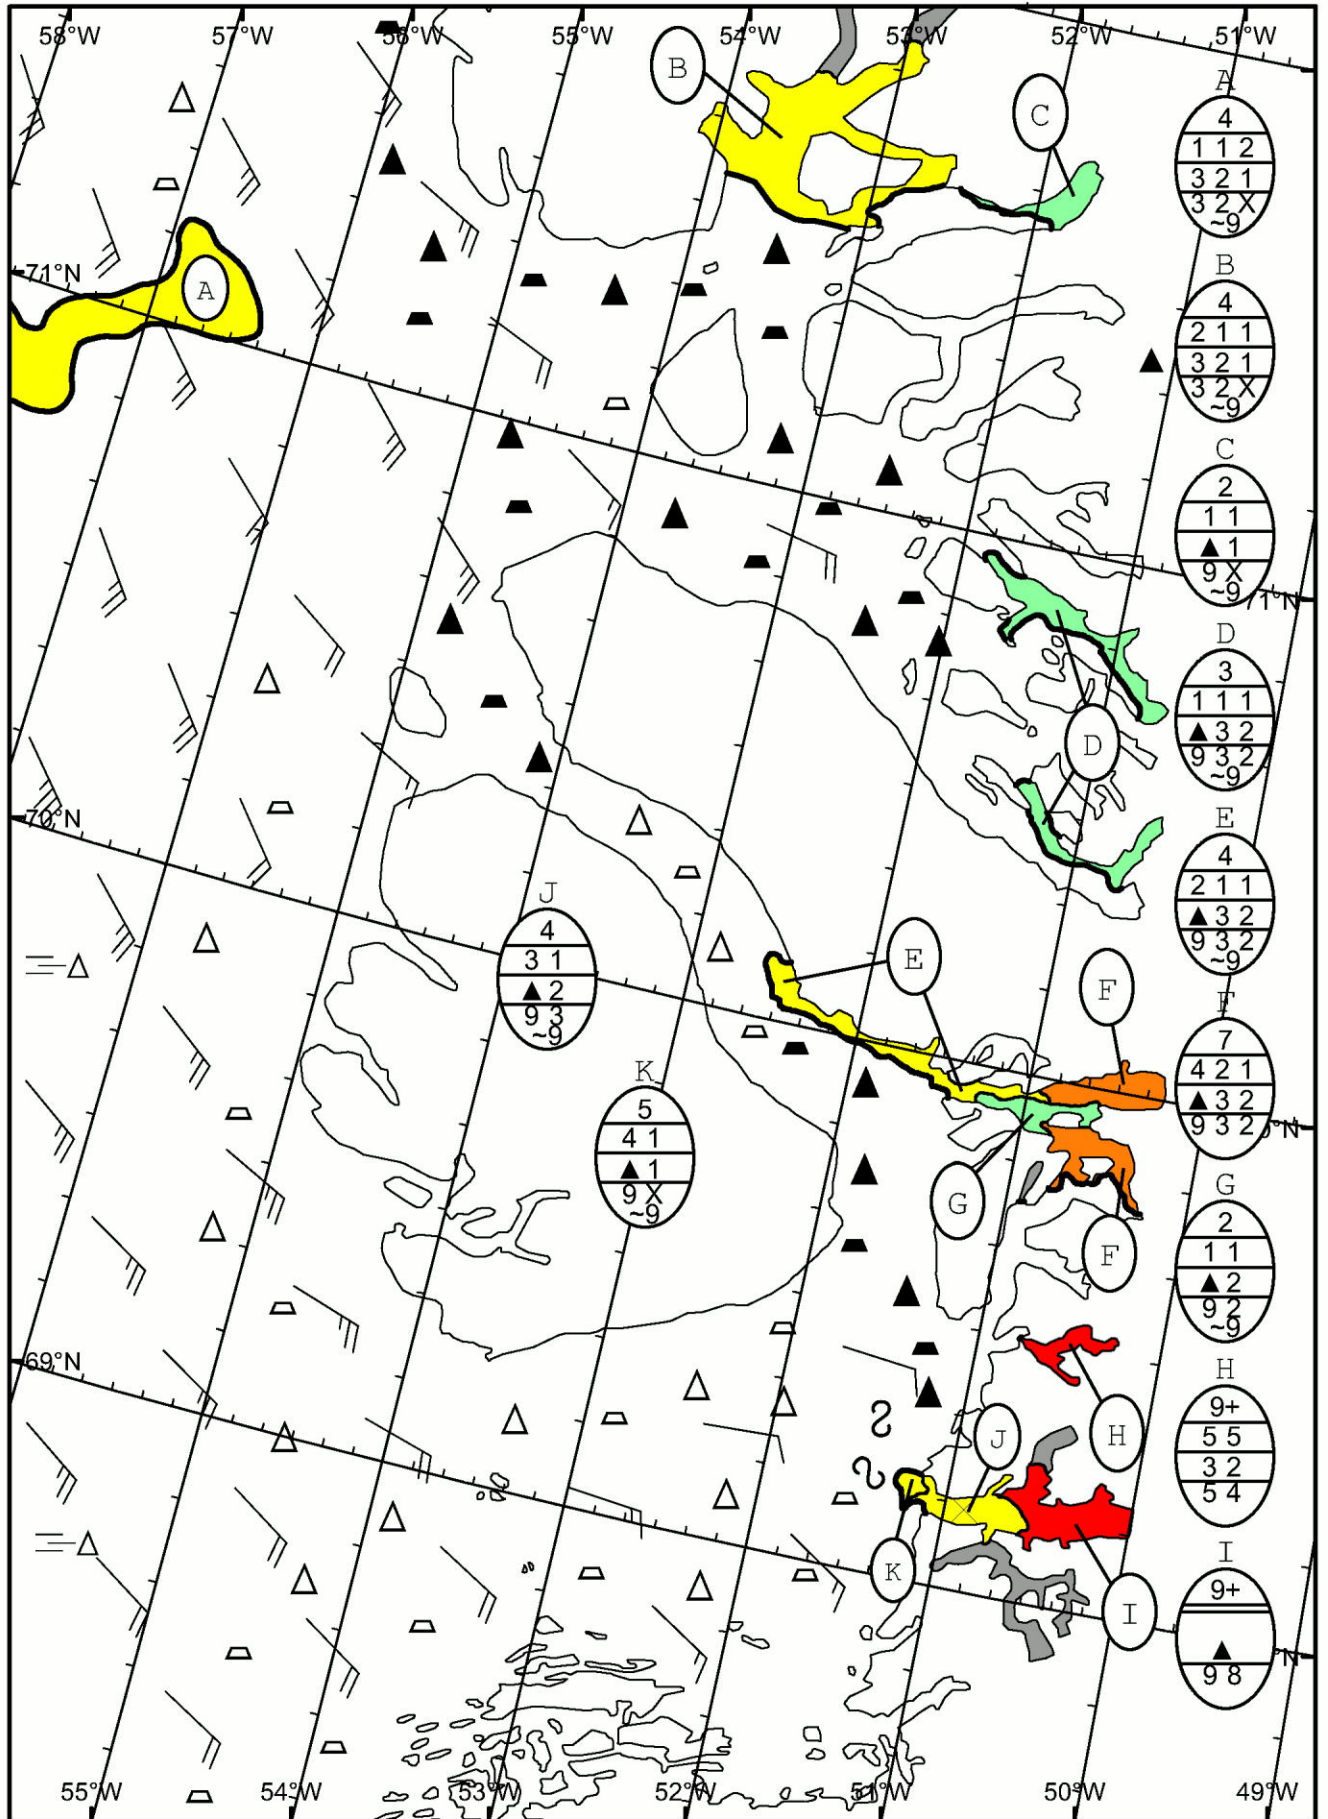 58°W 57°W 56°W 55°W 54°W 53°W 52°W 51°W
B
C
A
4
1 1 2
3 2 1
3 2 X
~9
71°N
A
B
4
2 1 1
3 2 1
3 2 X
~9
C
2
1 1
▲ 1
9 X
~9
71°N
D
3
1 1 1
▲ 3 2
9 3 2
~9
D
70°N
E
4
2 1 1
▲ 3 2
9 3 2
~9
J
4
3 1
▲ 2
9 3
~9
E
F
F
7
4 2 1
▲ 3 2
9 3 2
0°N
K
5
4 1
▲ 1
9 X
~9
G
F
G
2
1 1
▲ 2
9 2
~9
69°N
H
9+
5 5
3 2
5 4
J
H
K
I
I
9+
▲
9 8
°N
55°W 54°W 53°W 52°W 51°W 50°W 49°W